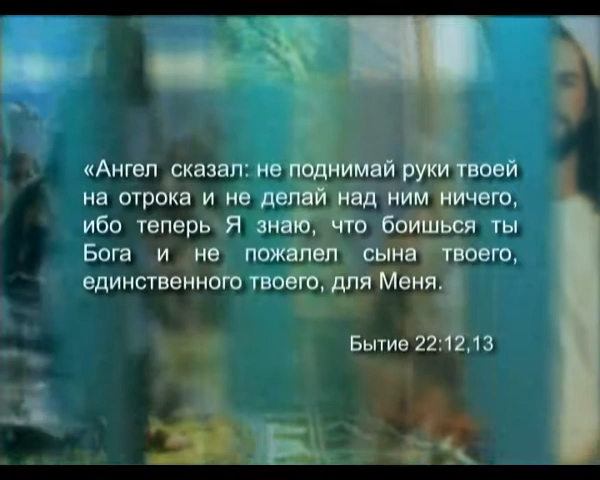 «Ангел сказал: не поднимай руки твоей
на отрока и не делай над ним ничего,
ибо теперь Я знаю, что боишься ты
Бога и не пожалел сына твоего,
единственного твоего, для Меня.
Бытие 22:12,13